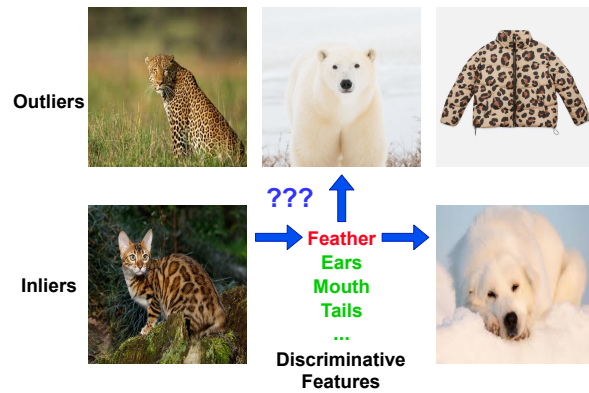 Outliers
???
Inliers
Feather
Ears
Mouth
Tails
...
Discriminative
Features